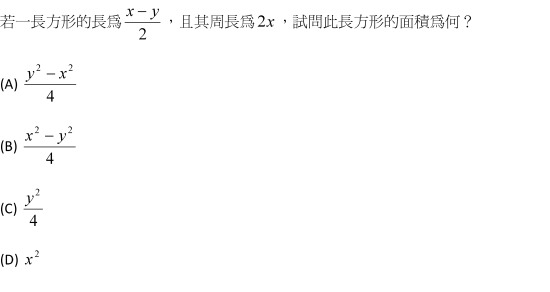 若一長方形的長爲 \frac{x-y}{2}，且其周長爲 2x，試問此長方形的面積爲何？
(A) \frac{y^2-x^2}{4}
(B) \frac{x^2-y^2}{4}
(C) \frac{y^2}{4}
(D) x^2